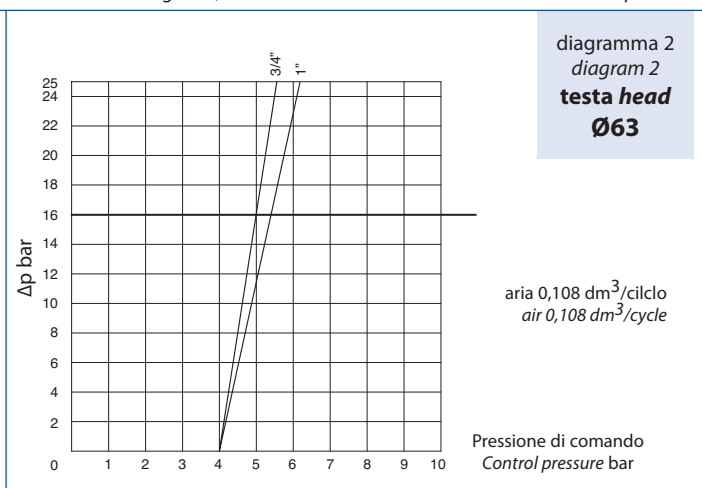 diagramma 2
diagram 2
testa head
Ø63
3/4"
1"
25
24
22
20
18
16
14
12
10
8
6
4
2
0
Δp bar
1 2 3 4 5 6 7 8 9 10
aria 0,108 dm³/cilclo
air 0,108 dm³/cycle
Pressione di comando
Control pressure bar